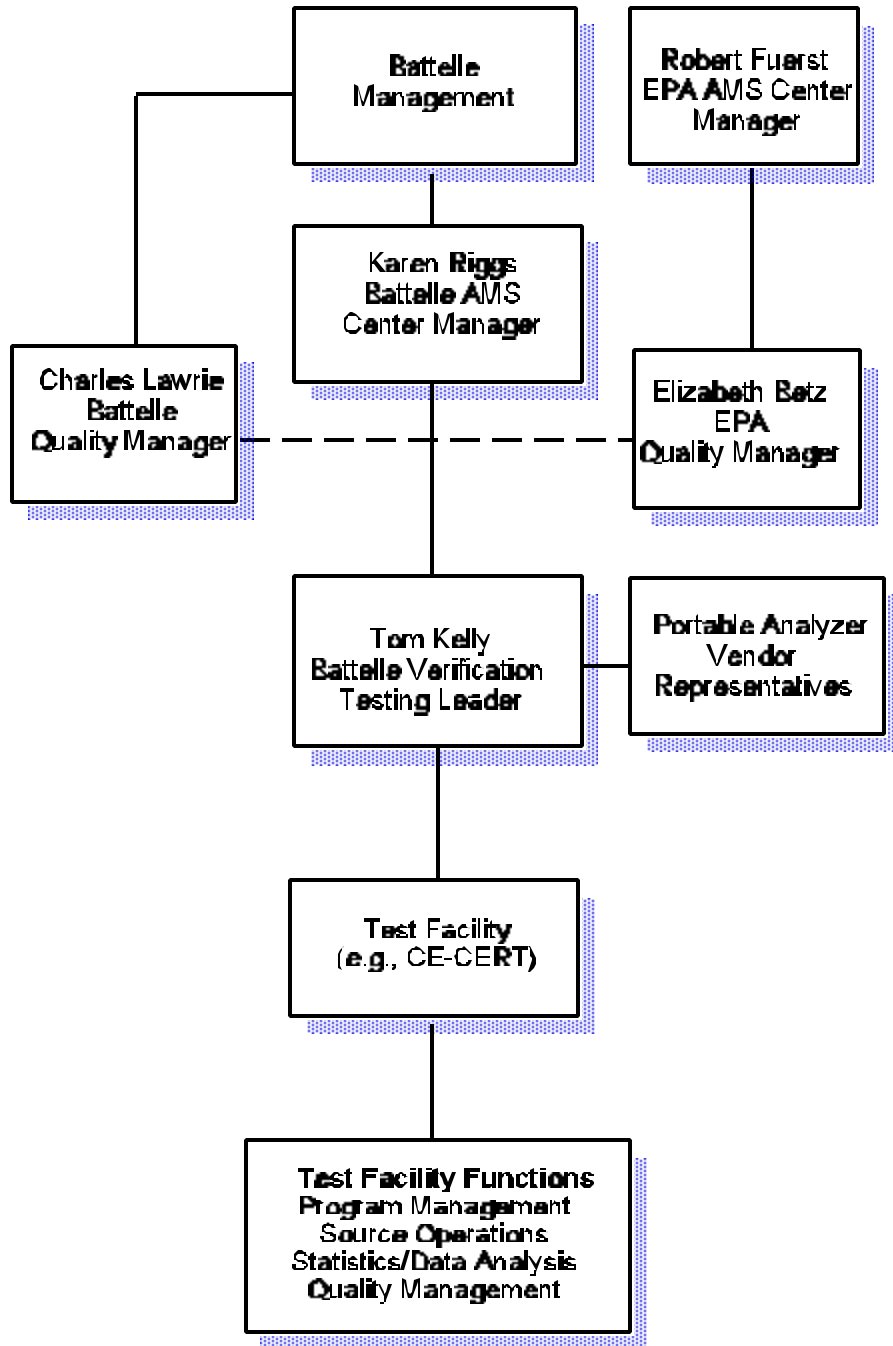 Battelle
Management
Robert Fuerst
EPA AMS Center
Manager
Karen Riggs
Battelle AMS
Center Manager
Charles Lawrie
Battelle
Quality Manager
Elizabeth Betz
EPA
Quality Manager
Tom Kelly
Battelle Verification
Testing Leader
Portable Analyzer
Vendor
Representatives
Test Facility
(e.g., CE-CERT)
Test Facility Functions
Program Management
Source Operations
Statistics/Data Analysis
Quality Management